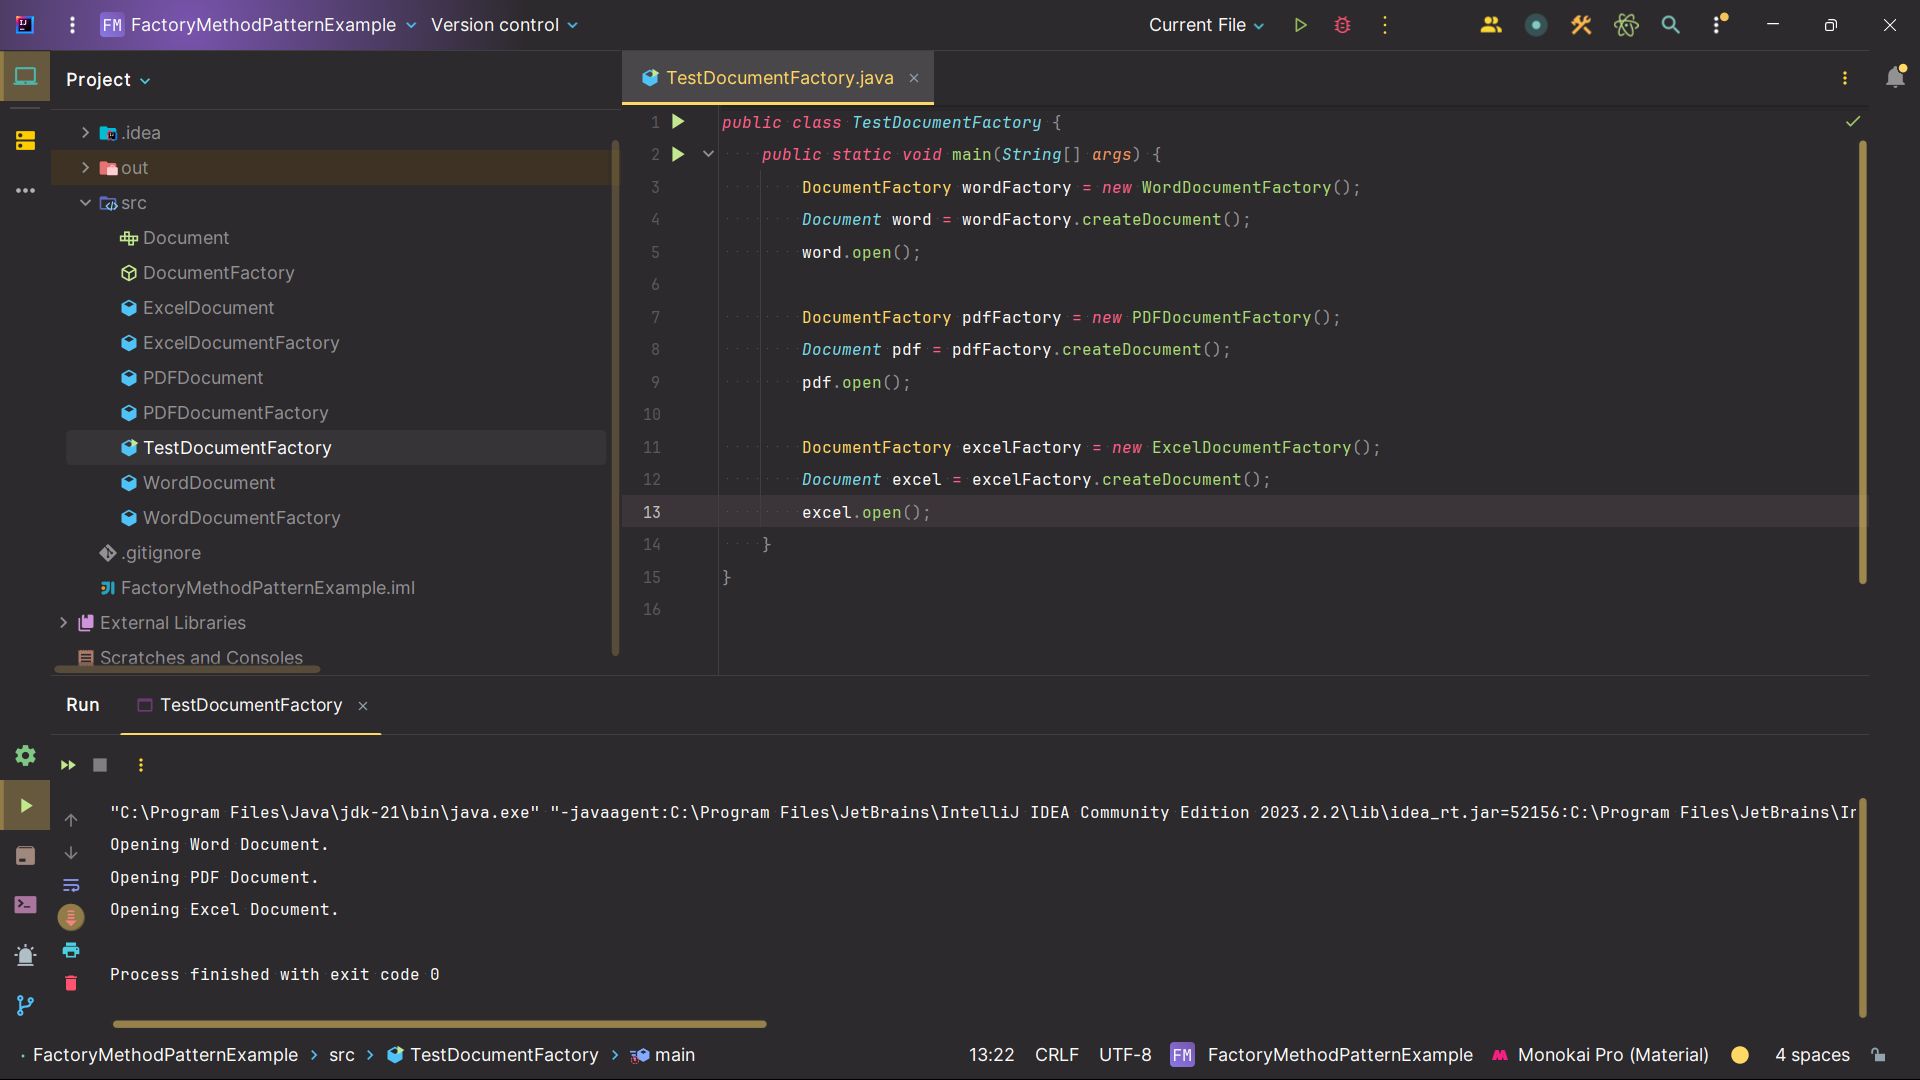 FM FactoryMethodPatternExample Version control Current File
Project
TestDocumentFactory.java
.idea
out
src
Document
DocumentFactory
ExcelDocument
ExcelDocumentFactory
PDFDocument
PDFDocumentFactory
TestDocumentFactory
WordDocument
WordDocumentFactory
.gitignore
FactoryMethodPatternExample.iml
External Libraries
Scratches and Consoles
1 public class TestDocumentFactory {
2 public static void main(String[] args) {
3 DocumentFactory wordFactory = new WordDocumentFactory();
4 Document word = wordFactory.createDocument();
5 word.open();
6
7 DocumentFactory pdfFactory = new PDFDocumentFactory();
8 Document pdf = pdfFactory.createDocument();
9 pdf.open();
10
11 DocumentFactory excelFactory = new ExcelDocumentFactory();
12 Document excel = excelFactory.createDocument();
13 excel.open();
14 }
15 }
16
Run TestDocumentFactory
"C:\Program Files\Java\jdk-21\bin\java.exe" "-javaagent:C:\Program Files\JetBrains\IntelliJ IDEA Community Edition 2023.2.2\lib\idea_rt.jar=52156:C:\Program Files\JetBrains\In
Opening Word Document.
Opening PDF Document.
Opening Excel Document.
Process finished with exit code 0
FactoryMethodPatternExample > src > TestDocumentFactory > main 13:22 CRLF UTF-8 FM FactoryMethodPatternExample Monokai Pro (Material) 4 spaces